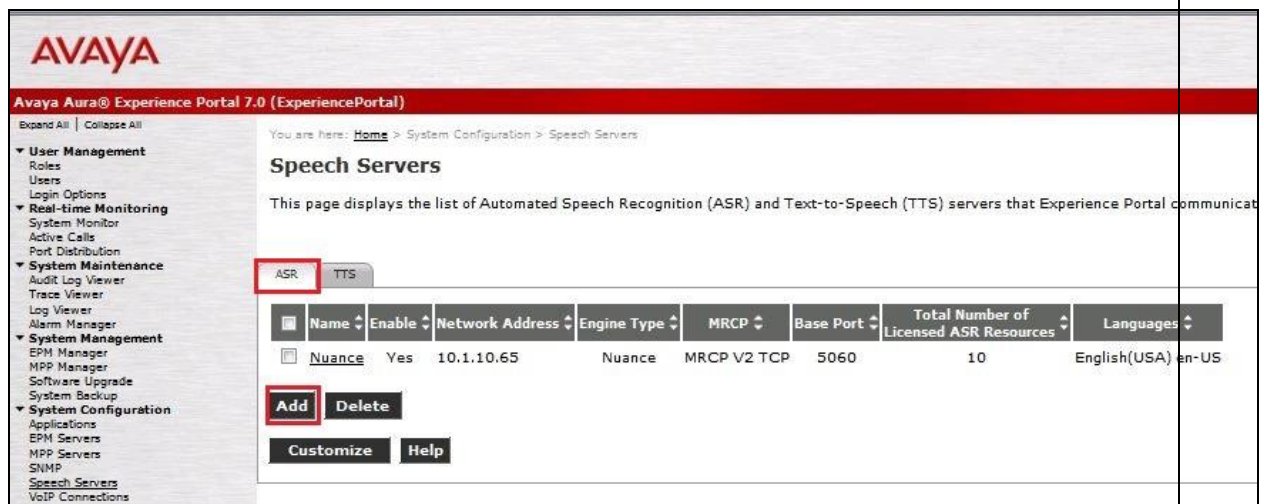 AVAYA
Avaya Aura® Experience Portal 7.0 (ExperiencePortal)
Expand All | Collapse All
▼ User Management
Roles
Users
Login Options
▼ Real-time Monitoring
System Monitor
Active Calls
Port Distribution
▼ System Maintenance
Audit Log Viewer
Trace Viewer
Log Viewer
Alarm Manager
▼ System Management
EPM Manager
MPP Manager
Software Upgrade
System Backup
▼ System Configuration
Applications
EPM Servers
MPP Servers
SNMP
Speech Servers
VoIP Connections
You are here: Home > System Configuration > Speech Servers
Speech Servers
This page displays the list of Automated Speech Recognition (ASR) and Text-to-Speech (TTS) servers that Experience Portal communicat
ASR TTS
Name Enable Network Address Engine Type MRCP Base Port Total Number of Licensed ASR Resources Languages
Nuance Yes 10.1.10.65 Nuance MRCP V2 TCP 5060 10 English(USA) en-US
Add Delete
Customize Help